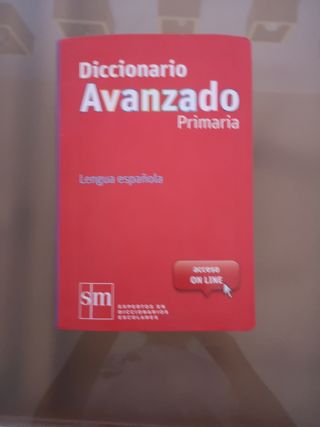 Diccionario
Avanzado
Primaria
Lengua española
acceso
ON LINE
sm
EXPERTOS EN
DICCIONARIOS
ESCOLARES